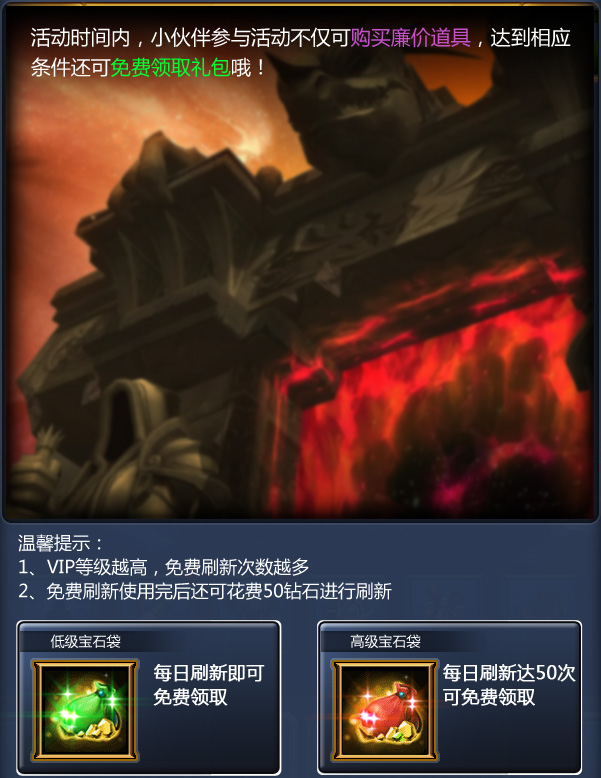 活动时间内，小伙伴参与活动不仅可购买廉价道具，达到相应
条件还可免费领取礼包哦！
温馨提示：
1、VIP等级越高，免费刷新次数越多
2、免费刷新使用完后还可花费50钻石进行刷新
低级宝石袋
每日刷新即可
免费领取
高级宝石袋
每日刷新达50次
可免费领取